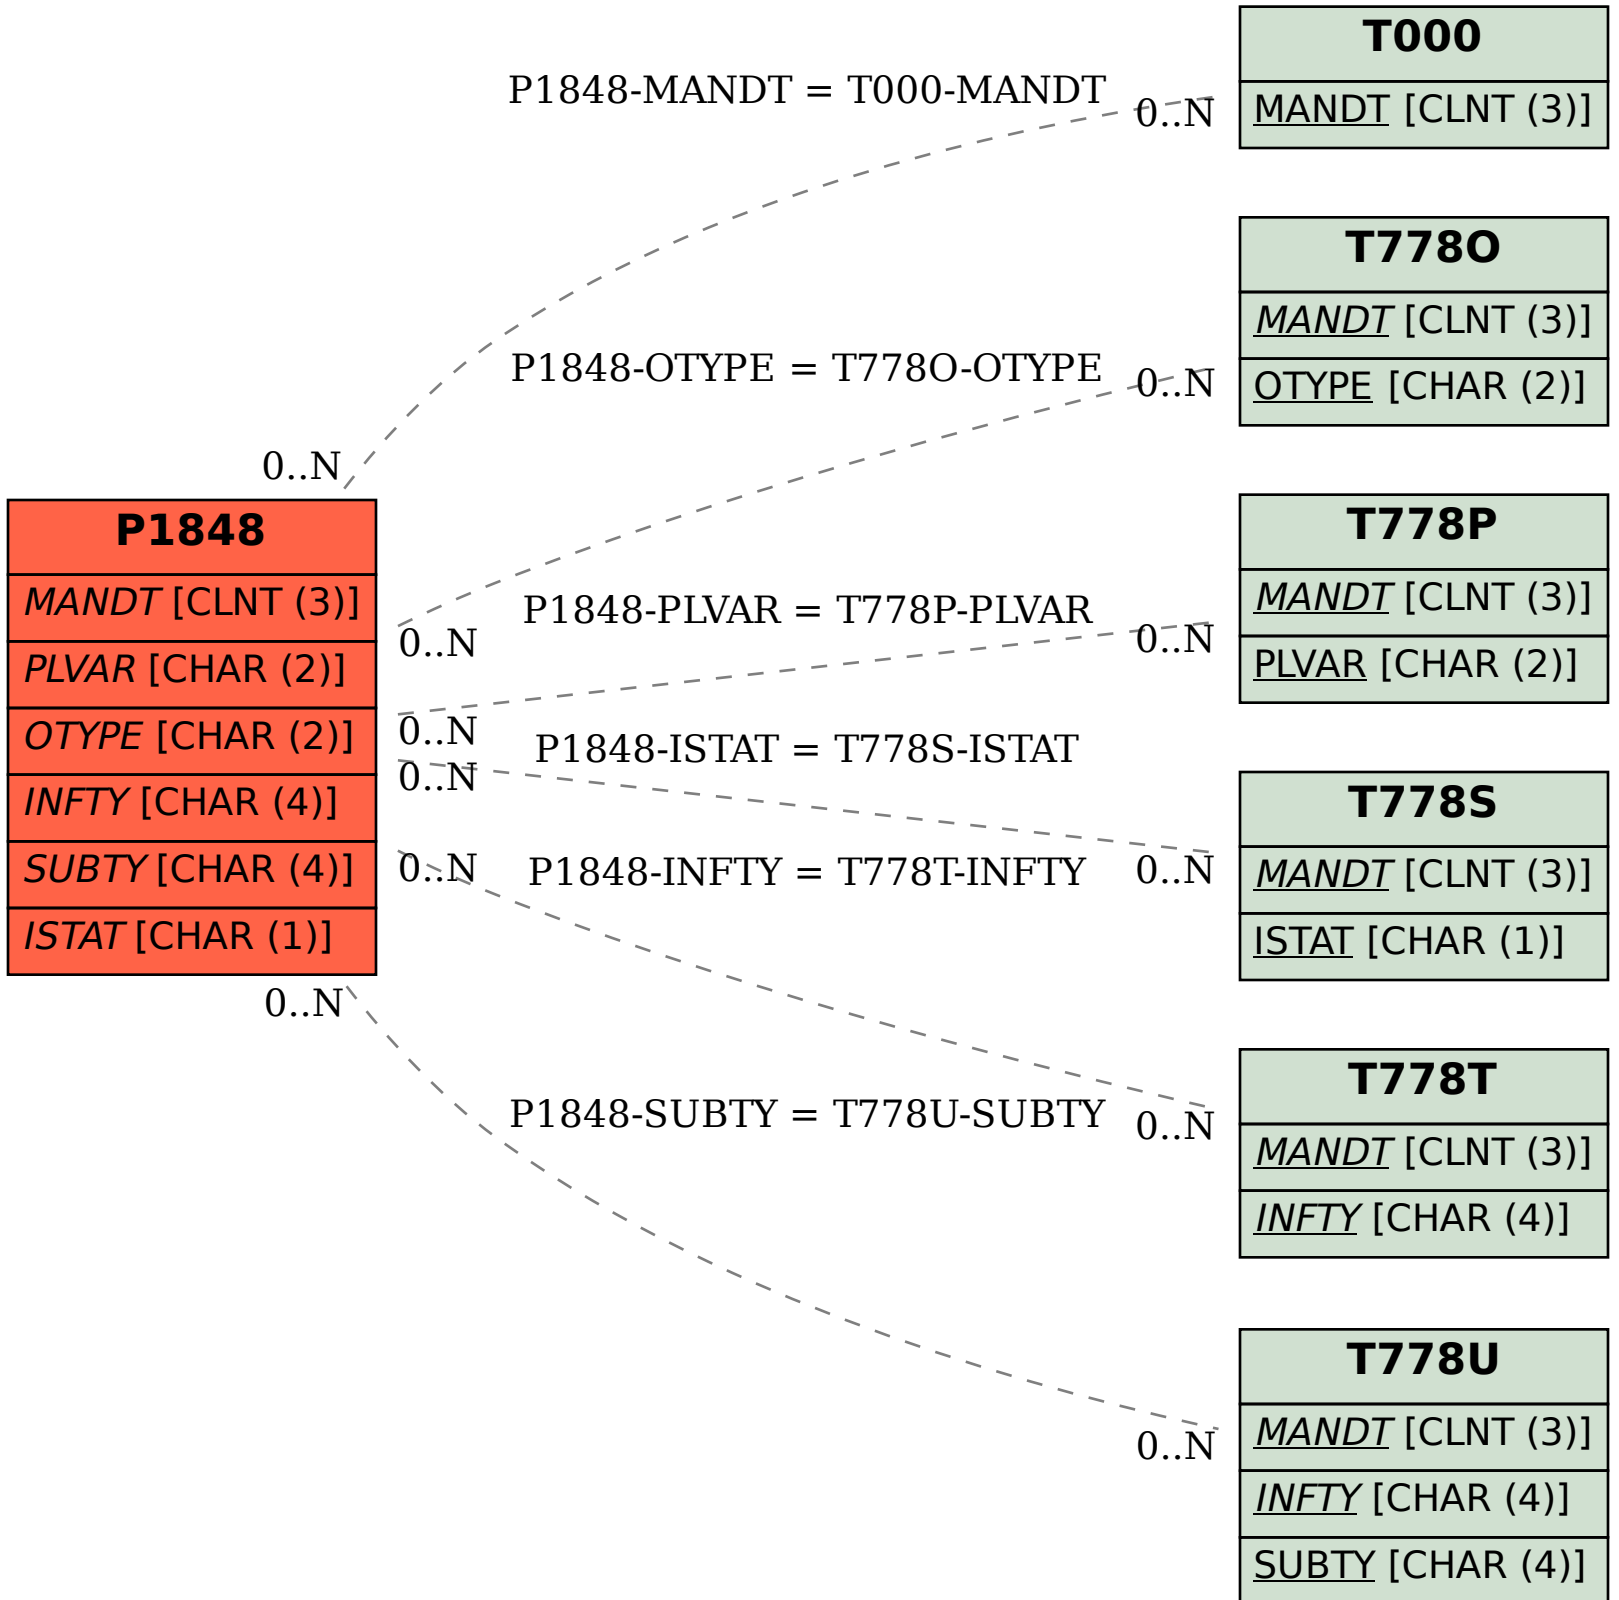 T000
MANDT [CLNT (3)]
P1848-MANDT = T000-MANDT
0..N
0..N
T778O
MANDT [CLNT (3)]
OTYPE [CHAR (2)]
P1848-OTYPE = T778O-OTYPE
0..N
0..N
P1848
MANDT [CLNT (3)]
PLVAR [CHAR (2)]
OTYPE [CHAR (2)]
INFTY [CHAR (4)]
SUBTY [CHAR (4)]
ISTAT [CHAR (1)]
T778P
MANDT [CLNT (3)]
PLVAR [CHAR (2)]
P1848-PLVAR = T778P-PLVAR
0..N
0..N
P1848-ISTAT = T778S-ISTAT
0..N
0..N
T778S
MANDT [CLNT (3)]
ISTAT [CHAR (1)]
P1848-INFTY = T778T-INFTY
0..N
0..N
T778T
MANDT [CLNT (3)]
INFTY [CHAR (4)]
P1848-SUBTY = T778U-SUBTY
0..N
0..N
T778U
MANDT [CLNT (3)]
INFTY [CHAR (4)]
SUBTY [CHAR (4)]